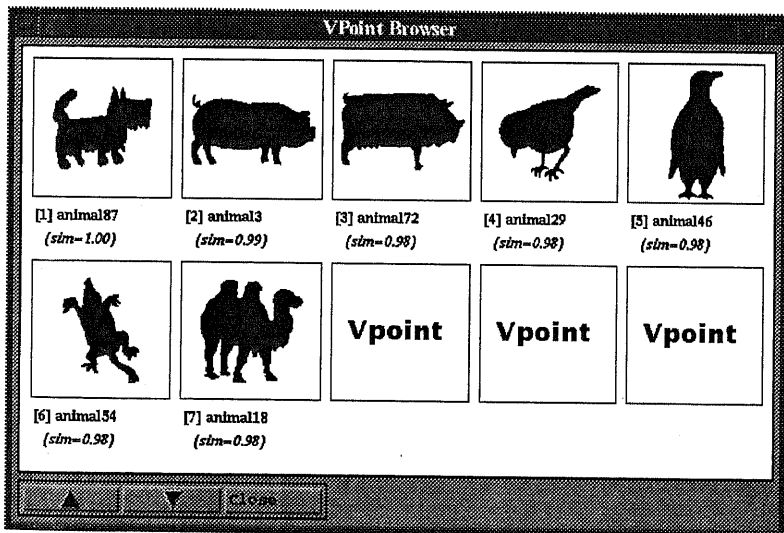 VPoint Browser
[1] animal87
(sim=1.00)
[2] animal3
(sim=0.99)
[3] animal72
(sim=0.98)
[4] animal29
(sim=0.98)
[5] animal46
(sim=0.98)
Vpoint
Vpoint
Vpoint
[6] animal54
(sim=0.98)
[7] animal18
(sim=0.98)
Close